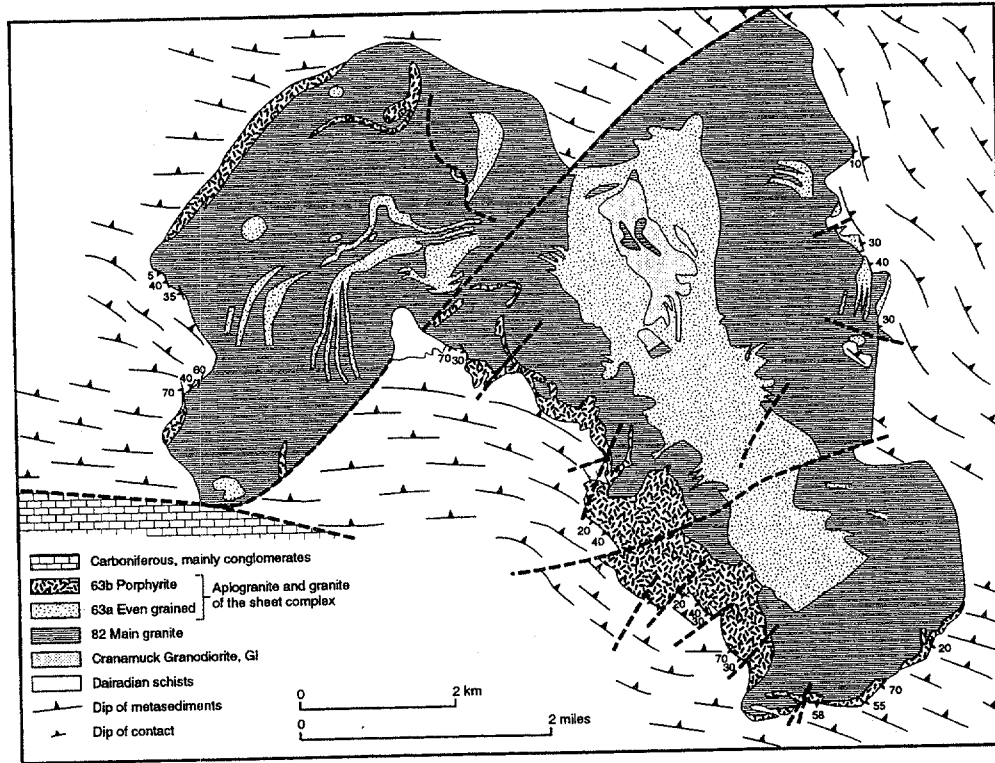 10
30
40
30
5
40
35
60
40
70
70
30
20
40
20
40
30
70
30
20
70
55
58
Carboniferous, mainly conglomerates
63b Porphyrite
63a Even grained
Aplogranite and granite
of the sheet complex
82 Main granite
Cranamuck Granodiorite, GI
Dairadian schists
Dip of metasediments
Dip of contact
0 2 km
0 2 miles